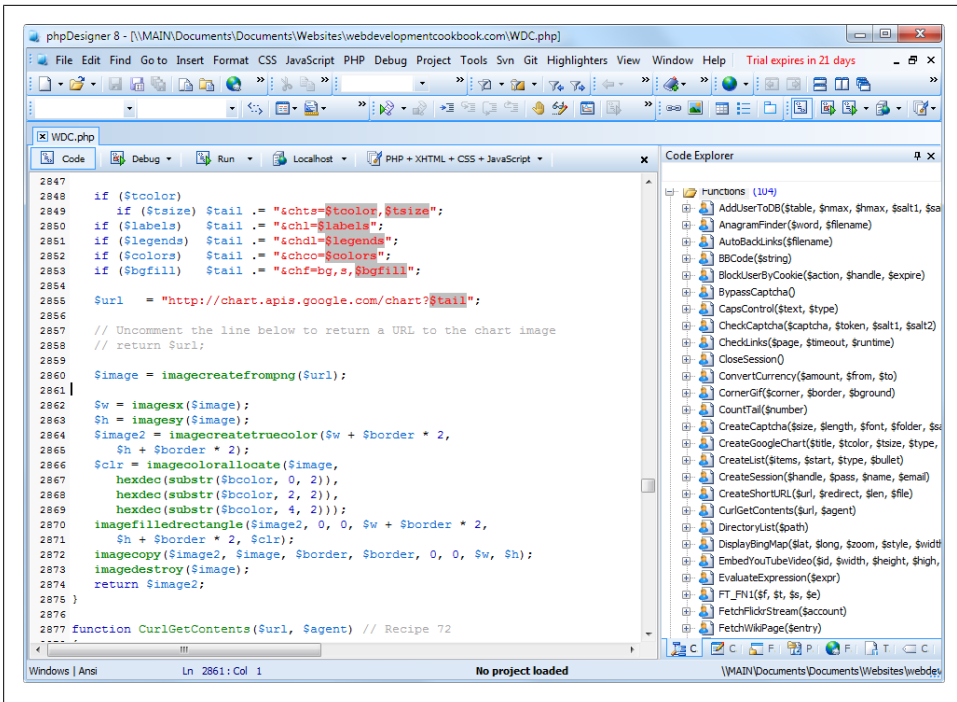 phpDesigner 8 - [\\MAIN\Documents\Documents\Websites\webdevelopmentcookbook.com\WDC.php]
File Edit Find Go to Insert Format CSS JavaScript PHP Debug Project Tools Svn Git Highlighters View Window Help Trial expires in 21 days
WDC.php
Code Debug Run Localhost PHP + XHTML + CSS + JavaScript
2847
2848 if ($tcolor)
2849 if ($tsize) $tail .= "&chts=$tcolor,$tsize";
2850 if ($labels) $tail .= "&chl=$labels";
2851 if ($legends) $tail .= "&chdl=$legends";
2852 if ($colors) $tail .= "&chco=$colors";
2853 if ($bgfill) $tail .= "&chf=bg,s,$bgfill";
2854
2855 $url = "http://chart.apis.google.com/chart?$tail";
2856
2857 // Uncomment the line below to return a URL to the chart image
2858 // return $url;
2859
2860 $image = imagecreatefrompng($url);
2861
2862 $w = imagesx($image);
2863 $h = imagesy($image);
2864 $image2 = imagecreatetruecolor($w + $border * 2,
2865 $h + $border * 2);
2866 $clr = imagecolorallocate($image,
2867 hexdec(substr($bcolor, 0, 2)),
2868 hexdec(substr($bcolor, 2, 2)),
2869 hexdec(substr($bcolor, 4, 2)));
2870 imagefilledrectangle($image2, 0, 0, $w + $border * 2,
2871 $h + $border * 2, $clr);
2872 imagecopy($image2, $image, $border, $border, 0, 0, $w, $h);
2873 imagedestroy($image);
2874 return $image2;
2875 }
2876
2877 function CurlGetContents($url, $agent) // Recipe 72
Code Explorer
Functions (104)
AddUserToDB($table, $nmax, $hmax, $salt1, $sa
AnagramFinder($word, $filename)
AutoBackLinks($filename)
BBCode($string)
BlockUserByCookie($action, $handle, $expire)
BypassCaptcha()
CapsControl($text, $type)
CheckCaptcha($captcha, $token, $salt1, $salt2)
CheckLinks($page, $timeout, $runtime)
CloseSession()
ConvertCurrency($amount, $from, $to)
CornerGif($corner, $border, $bground)
CountTail($number)
CreateCaptcha($size, $length, $font, $folder, $sa
CreateGoogleChart($title, $tcolor, $tsize, $type,
CreateList($items, $start, $type, $bullet)
CreateSession($handle, $pass, $name, $email)
CreateShortURL($url, $redirect, $len, $file)
CurlGetContents($url, $agent)
DirectoryList($path)
DisplayBingMap($lat, $long, $zoom, $style, $widt
EmbedYouTubeVideo($id, $width, $height, $high,
EvaluateExpression($expr)
FT_FN1($f, $t, $s, $e)
FetchFlickrStream($account)
FetchWikiPage($entry)
C C F P F T C
Windows | Ansi Ln 2861 : Col 1 No project loaded \\MAIN\Documents\Documents\Websites\webdev